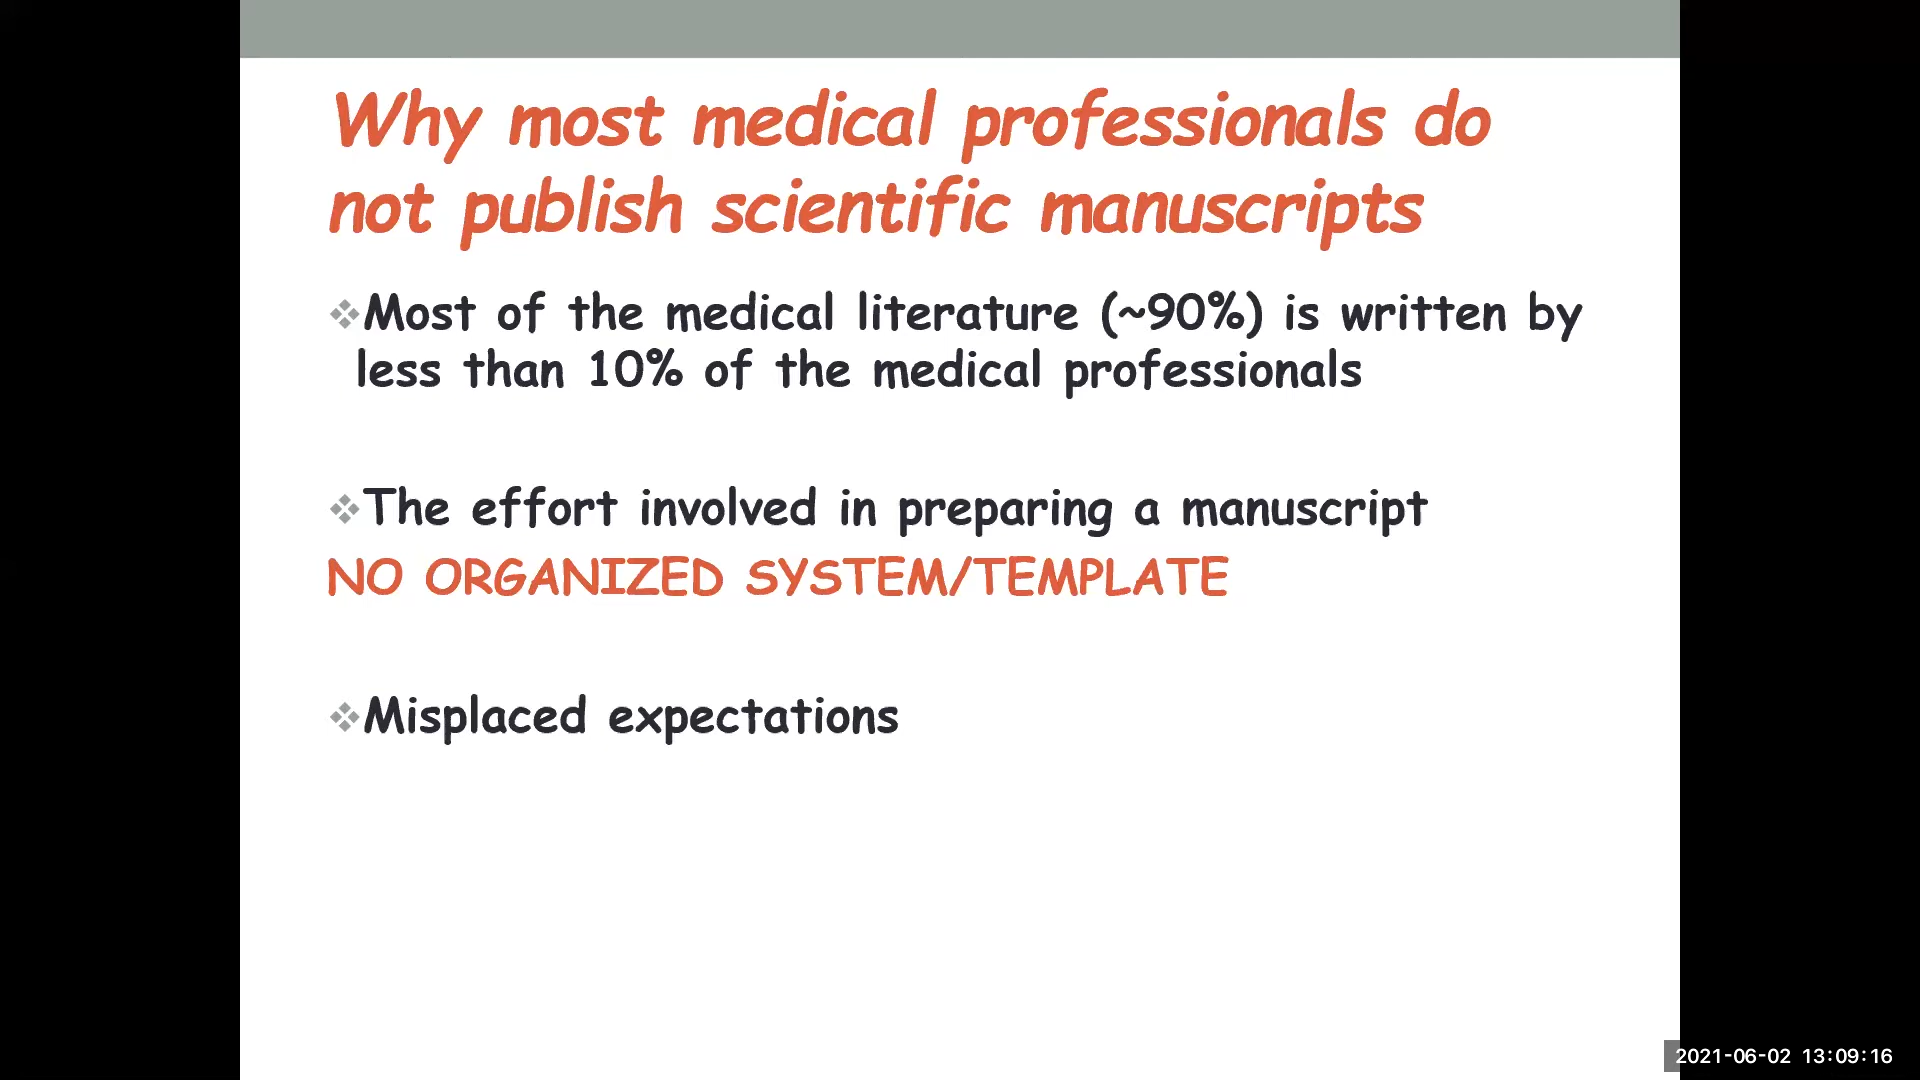 Why most medical professionals do
not publish scientific manuscripts
❖Most of the medical literature (~90%) is written by
less than 10% of the medical professionals
❖The effort involved in preparing a manuscript
NO ORGANIZED SYSTEM/TEMPLATE
❖Misplaced expectations
2021-06-02 13:09:16